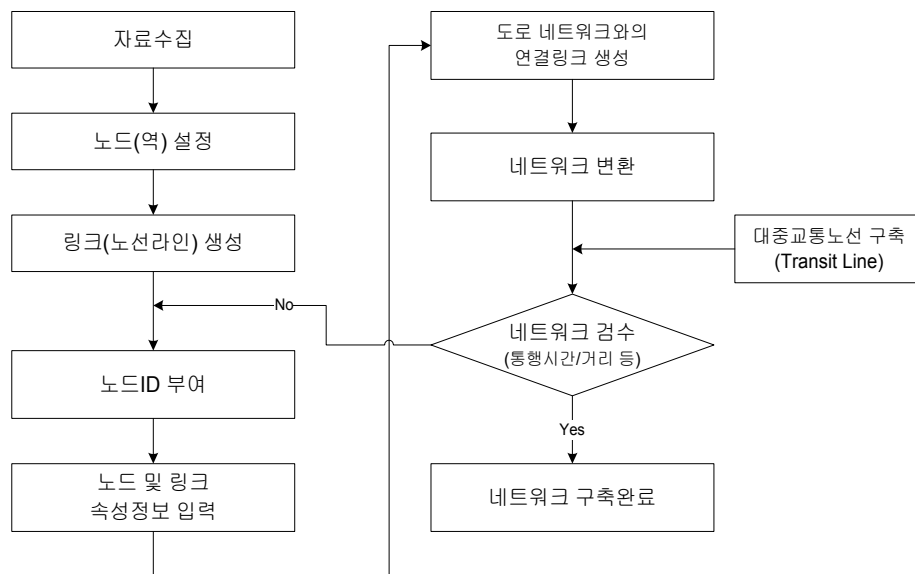 자료수집
노드(역) 설정
링크(노선라인) 생성
노드ID 부여
노드 및 링크
속성정보 입력
도로 네트워크와의
연결링크 생성
네트워크 변환
대중교통노선 구축
(Transit Line)
네트워크 검수
(통행시간/거리 등)
No
Yes
네트워크 구축완료